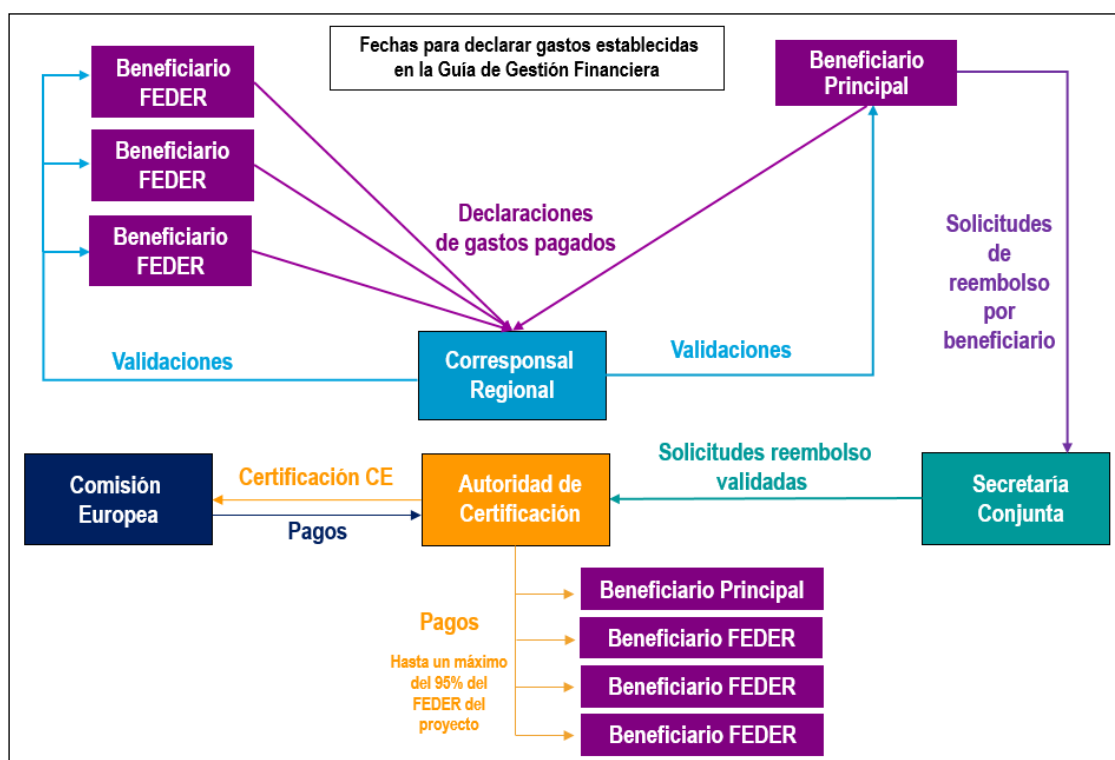 Fechas para declarar gastos establecidas
en la Guía de Gestión Financiera
Beneficiario
FEDER
Beneficiario
FEDER
Beneficiario
FEDER
Beneficiario
Principal
Declaraciones
de gastos pagados
Solicitudes
de
reembolso
por
beneficiario
Validaciones
Corresponsal
Regional
Validaciones
Comisión
Europea
Certificación CE
Pagos
Autoridad de
Certificación
Solicitudes reembolso
validadas
Secretaría
Conjunta
Pagos
Hasta un máximo
del 95% del
FEDER del
proyecto
Beneficiario Principal
Beneficiario FEDER
Beneficiario FEDER
Beneficiario FEDER